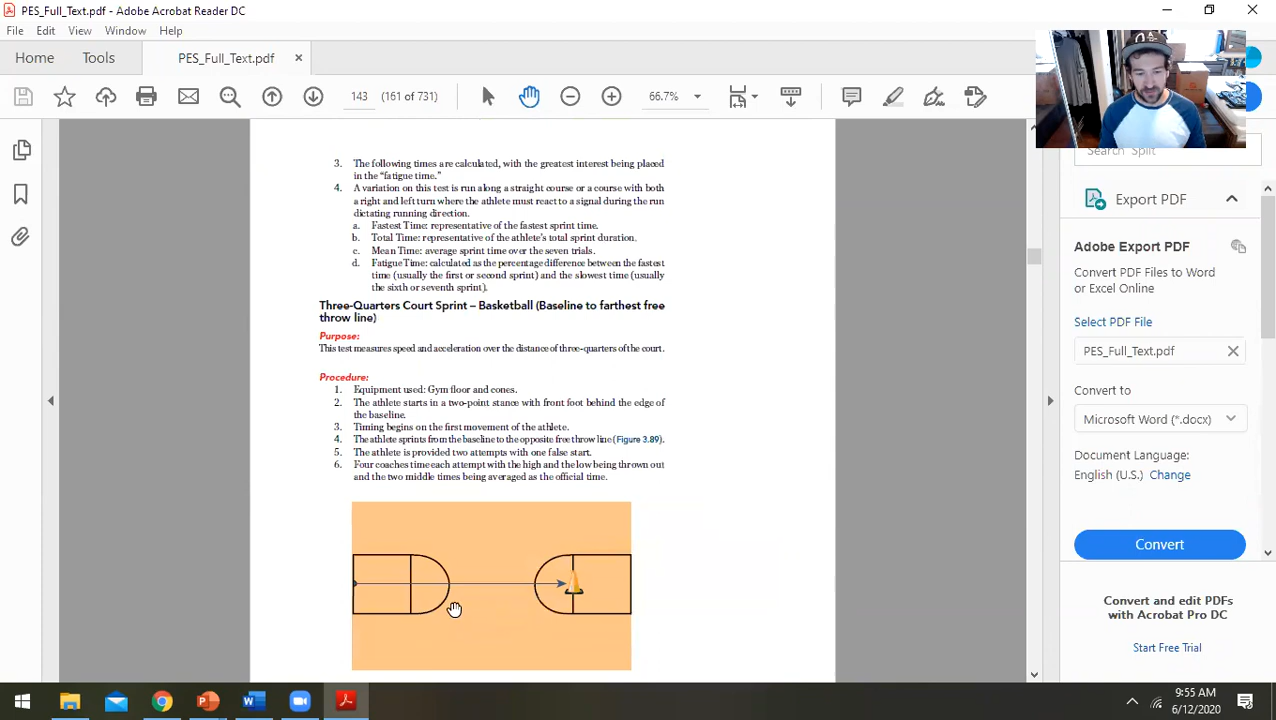 PES_Full_Text.pdf - Adobe Acrobat Reader DC
File Edit View Window Help
Home Tools PES_Full_Text.pdf ×
143 (161 of 731) 66.7%
3. The following times are calculated, with the greatest interest being placed
in the “fatigue time.”
4. A variation on this test is run along a straight course or a course with both
a right and left turn where the athlete must react to a signal during the run
dictating running direction.
a. Fastest Time: representative of the fastest sprint time.
b. Total Time: representative of the athlete's total sprint duration.
c. Mean Time: average sprint time over the seven trials.
d. Fatigue Time: calculated as the percentage difference between the fastest
time (usually the first or second sprint) and the slowest time (usually
the sixth or seventh sprint).
Three-Quarters Court Sprint – Basketball (Baseline to farthest free
throw line)
Purpose:
This test measures speed and acceleration over the distance of three-quarters of the court.
Procedure:
1. Equipment used: Gym floor and cones.
2. The athlete starts in a two-point stance with front foot behind the edge of
the baseline.
3. Timing begins on the first movement of the athlete.
4. The athlete sprints from the baseline to the opposite free throw line (Figure 3.89).
5. The athlete is provided two attempts with one false start.
6. Four coaches time each attempt with the high and the low being thrown out
and the two middle times being averaged as the official time.
Search 'Split'
Export PDF
Adobe Export PDF
Convert PDF Files to Word
or Excel Online
Select PDF File
PES_Full_Text.pdf
Convert to
Microsoft Word (*.docx)
Document Language:
English (U.S.) Change
Convert
Convert and edit PDFs
with Acrobat Pro DC
Start Free Trial
9:55 AM
6/12/2020